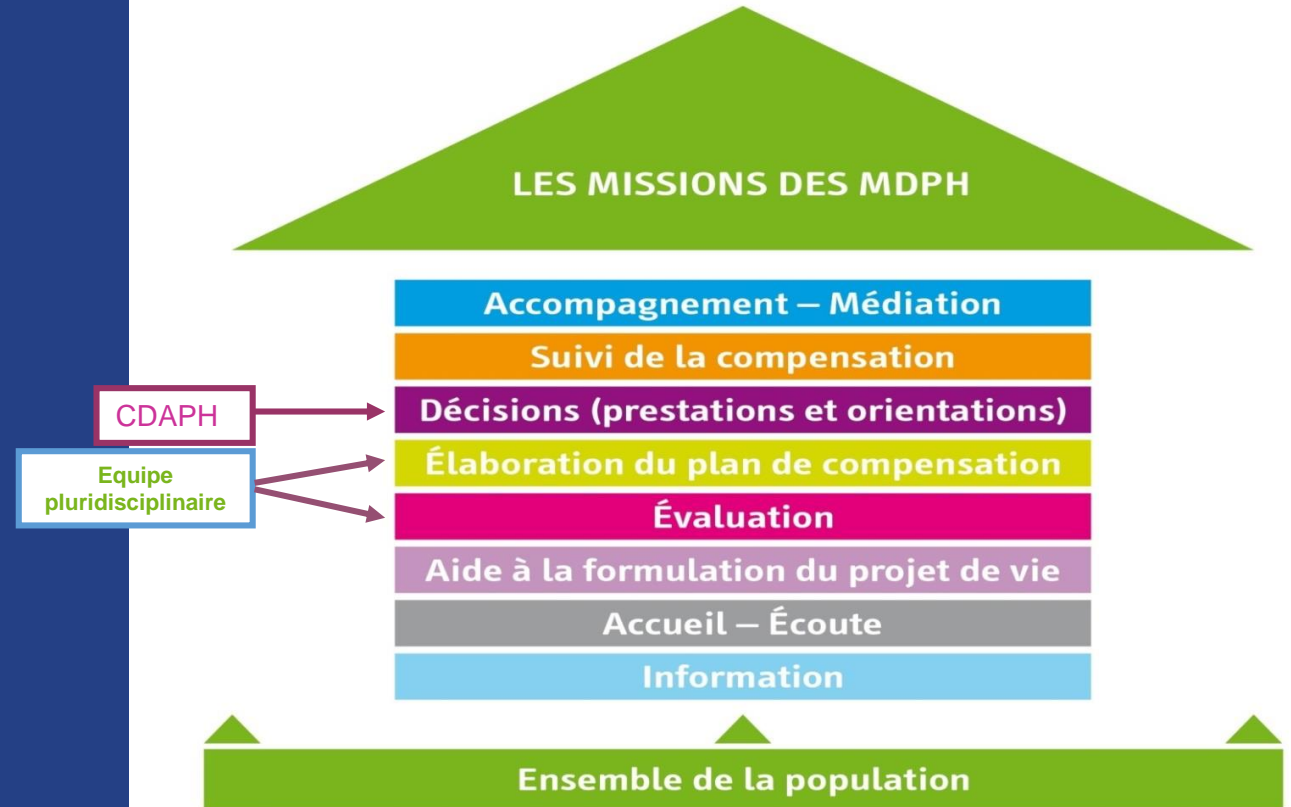 LES MISSIONS DES MDPH
Accompagnement – Médiation
Suivi de la compensation
CDAPH
Décisions (prestations et orientations)
Equipe
pluridisciplinaire
Élaboration du plan de compensation
Évaluation
Aide à la formulation du projet de vie
Accueil – Écoute
Information
Ensemble de la population